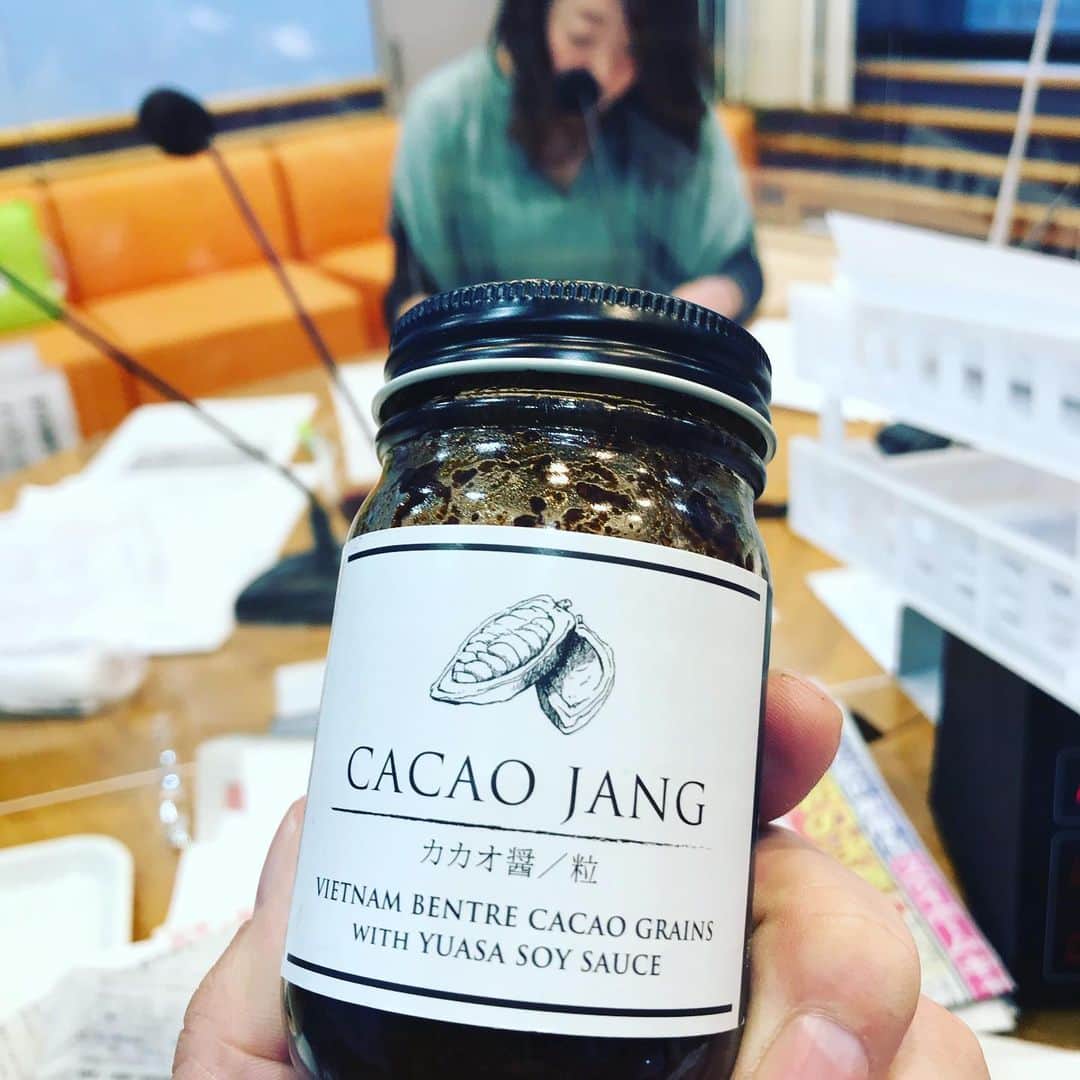 CACAO JANG
カカオ醤／粒
VIETNAM BENTRE CACAO GRAINS
WITH YUASA SOY SAUCE